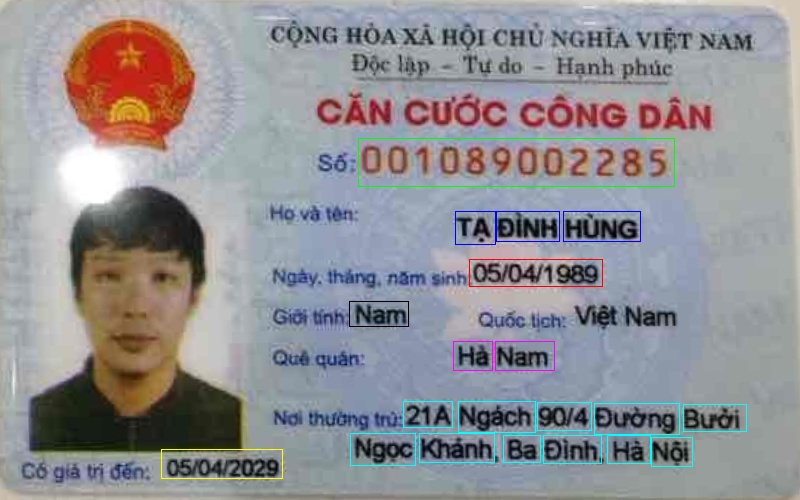 CỘNG HÒA XÃ HỘI CHỦ NGHĨA VIỆT NAM
Độc lập - Tự do - Hạnh phúc
CĂN CƯỚC CÔNG DÂN
Số: 001089002285
Họ và tên: TẠ ĐÌNH HÙNG
Ngày, tháng, năm sinh: 05/04/1989
Giới tính: Nam Quốc tịch: Việt Nam
Quê quán: Hà Nam
Nơi thường trú: 21A Ngách 90/4 Đường Bưởi
Ngọc Khánh, Ba Đình, Hà Nội
Có giá trị đến: 05/04/2029